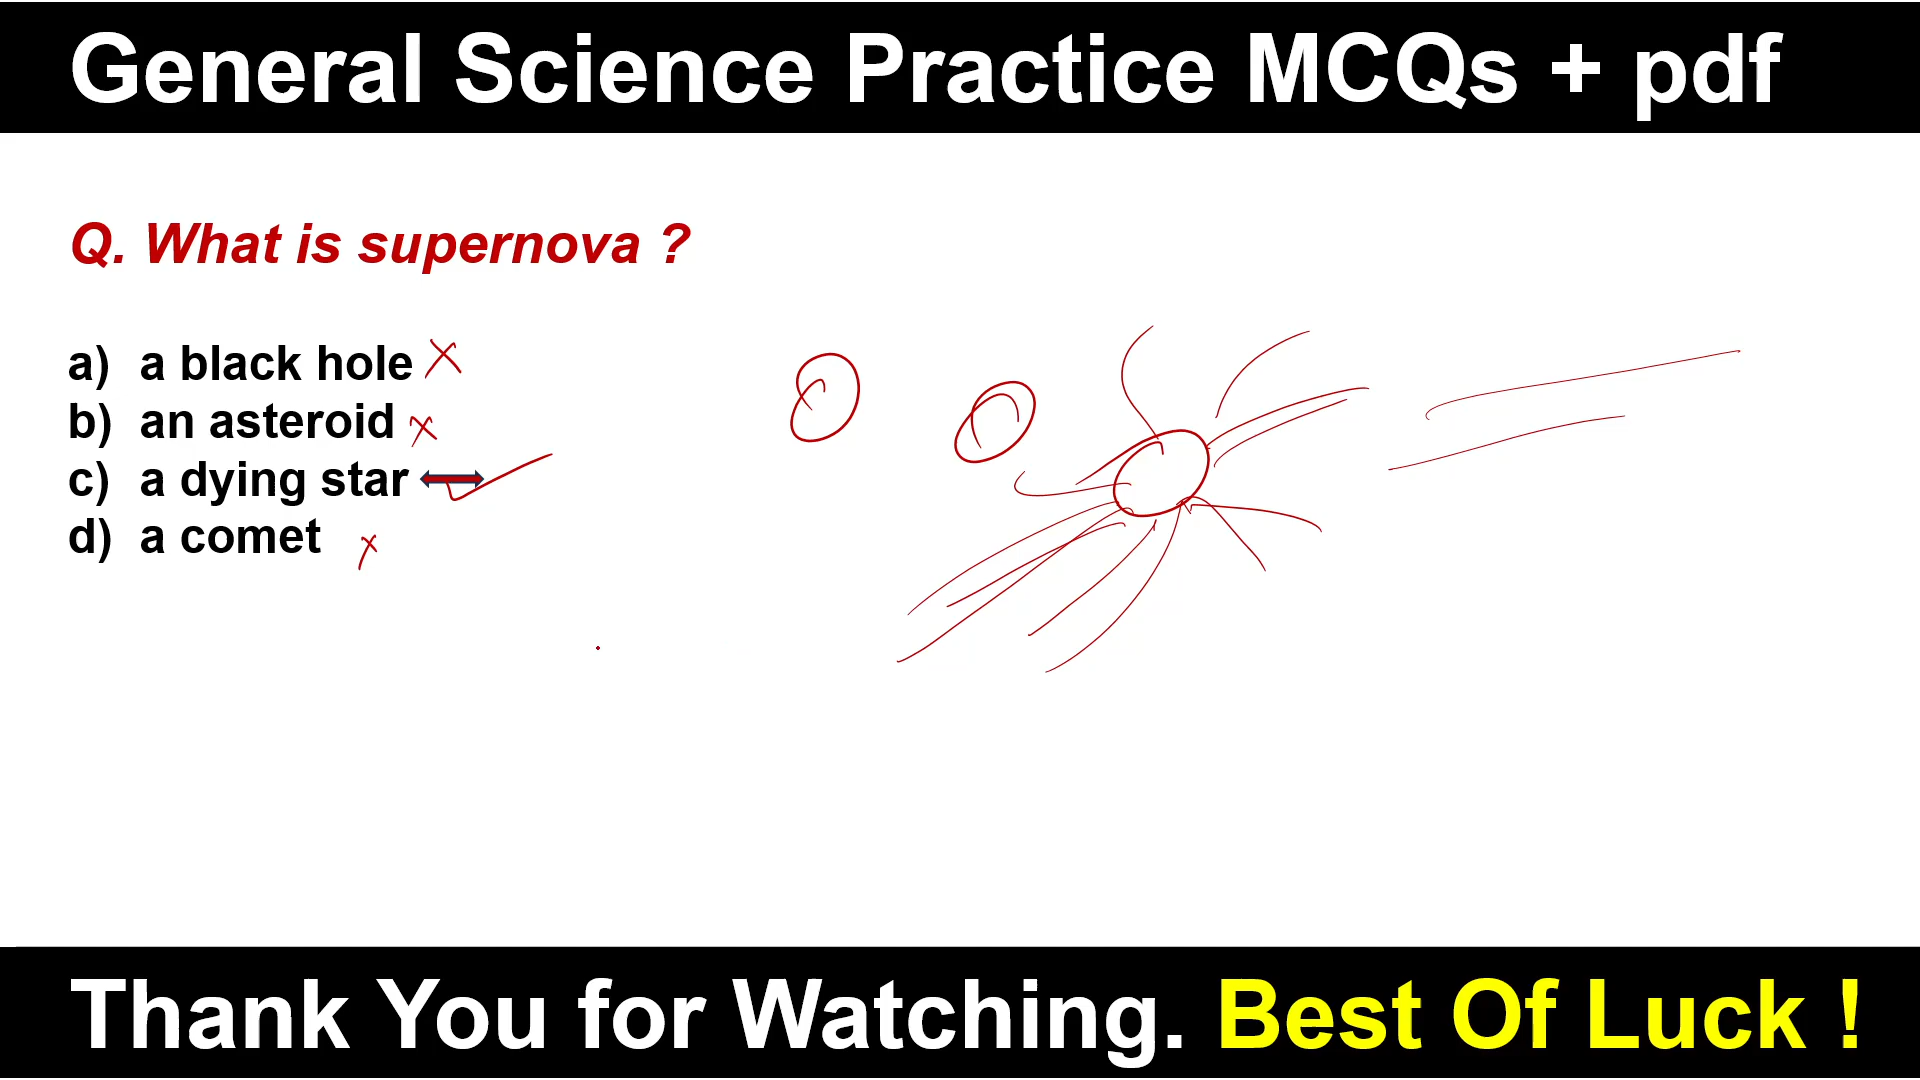 General Science Practice MCQs + pdf
Q. What is supernova ?
a) a black hole
b) an asteroid
c) a dying star
d) a comet
Thank You for Watching. Best Of Luck !